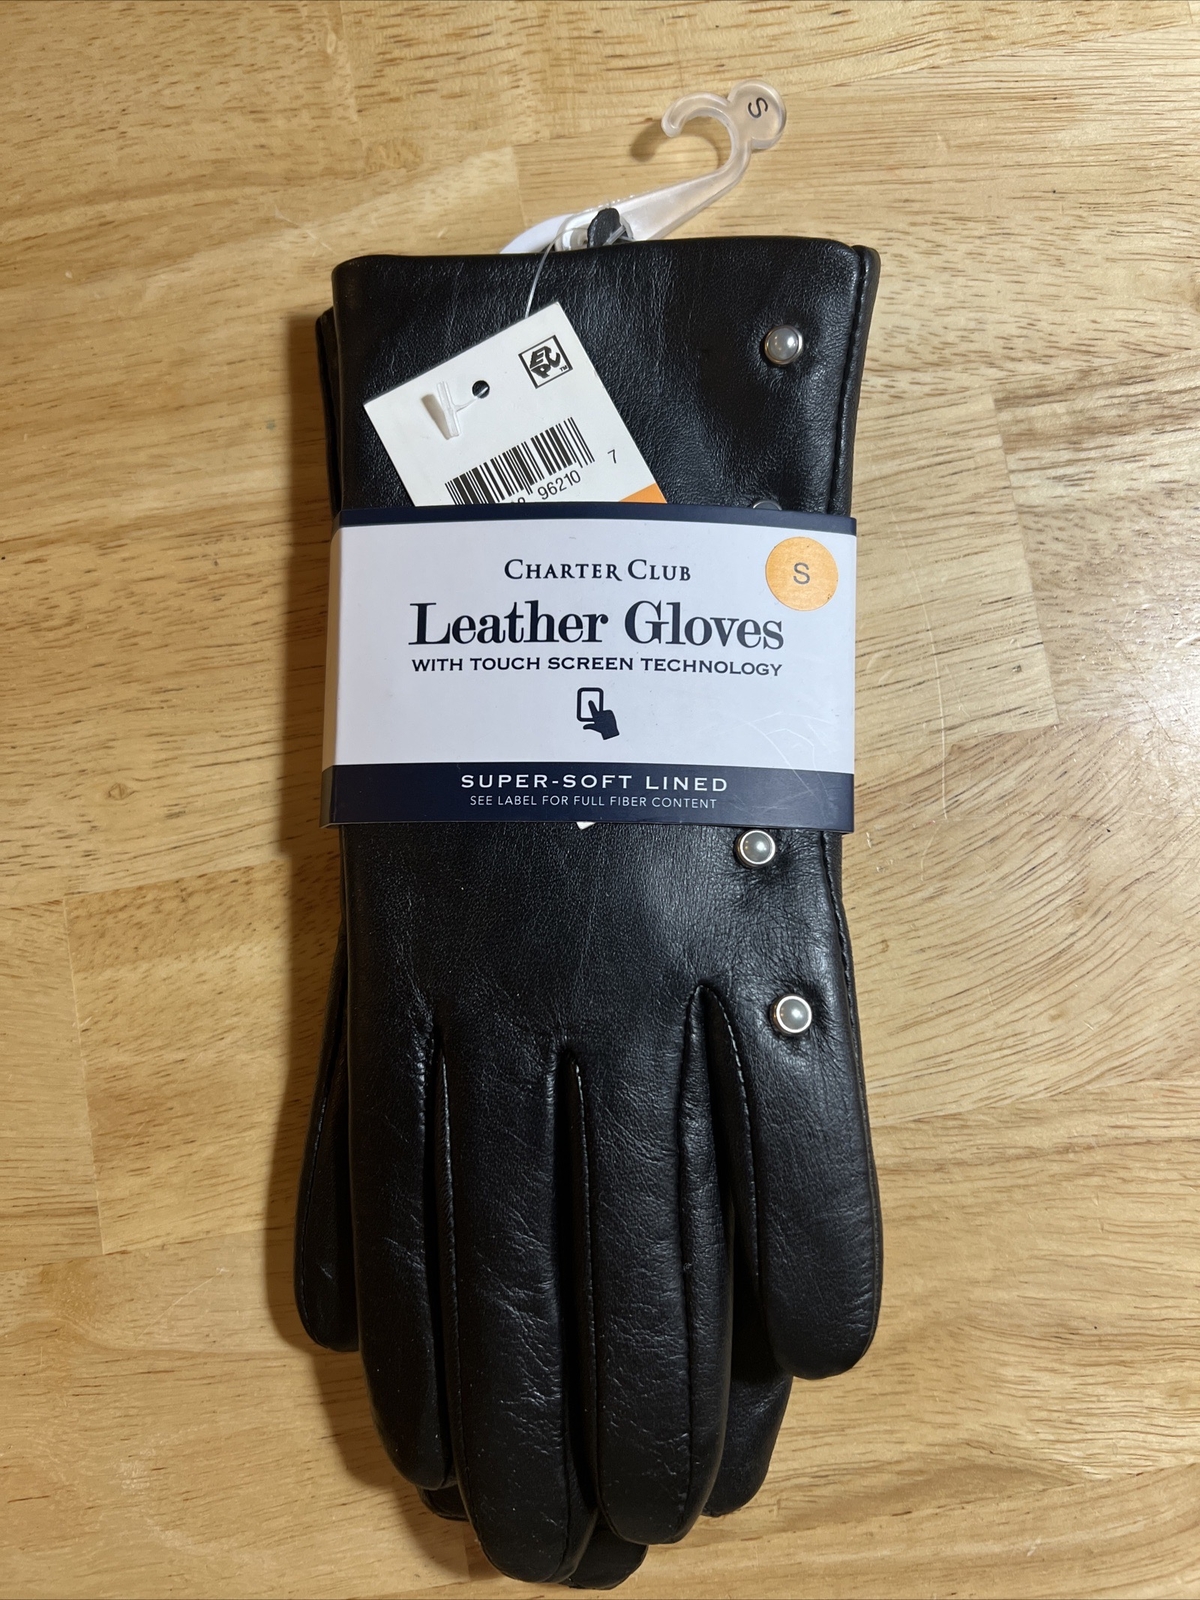 S
EPC™
96210 7
CHARTER CLUB
S
Leather Gloves
WITH TOUCH SCREEN TECHNOLOGY
SUPER-SOFT LINED
SEE LABEL FOR FULL FIBER CONTENT